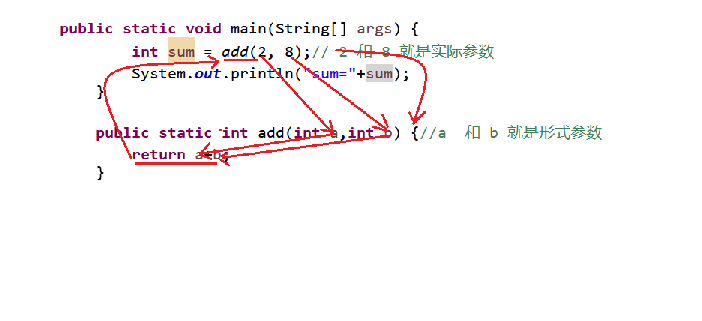 public static void main(String[] args) {
int sum = add(2, 8);// 2 和 8 就是实际参数
System.out.println("sum="+sum);
}
public static int add(int a,int b) {//a 和 b 就是形式参数
return a+b;
}